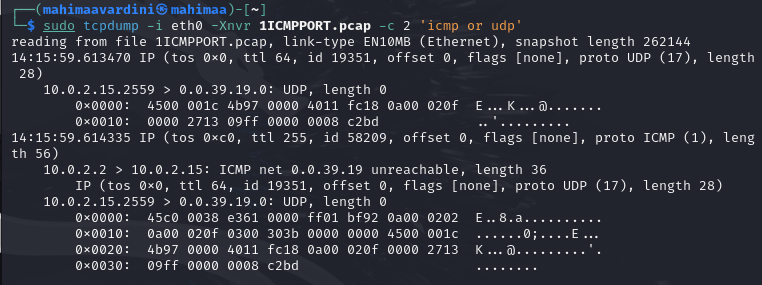 ┌──(mahimaavardini㉿mahimaa)-[~]
└─$ sudo tcpdump -i eth0 -Xnvr 1ICMPPORT.pcap -c 2 'icmp or udp'
reading from file 1ICMPPORT.pcap, link-type EN10MB (Ethernet), snapshot length 262144
14:15:59.613470 IP (tos 0×0, ttl 64, id 19351, offset 0, flags [none], proto UDP (17), length
 28)
    10.0.2.15.2559 > 0.0.39.19.0: UDP, length 0
        0×0000:  4500 001c 4b97 0000 4011 fc18 0a00 020f  E...K...@.......
        0×0010:  0000 2713 09ff 0000 0008 c2bd            ..'.........
14:15:59.614335 IP (tos 0×c0, ttl 255, id 58209, offset 0, flags [none], proto ICMP (1), leng
th 56)
    10.0.2.2 > 10.0.2.15: ICMP net 0.0.39.19 unreachable, length 36
        IP (tos 0×0, ttl 64, id 19351, offset 0, flags [none], proto UDP (17), length 28)
    10.0.2.15.2559 > 0.0.39.19.0: UDP, length 0
        0×0000:  45c0 0038 e361 0000 ff01 bf92 0a00 0202  E..8.a..........
        0×0010:  0a00 020f 0300 303b 0000 0000 4500 001c  ......0;....E...
        0×0020:  4b97 0000 4011 fc18 0a00 020f 0000 2713  K...@.........'.
        0×0030:  09ff 0000 0008 c2bd                      ........